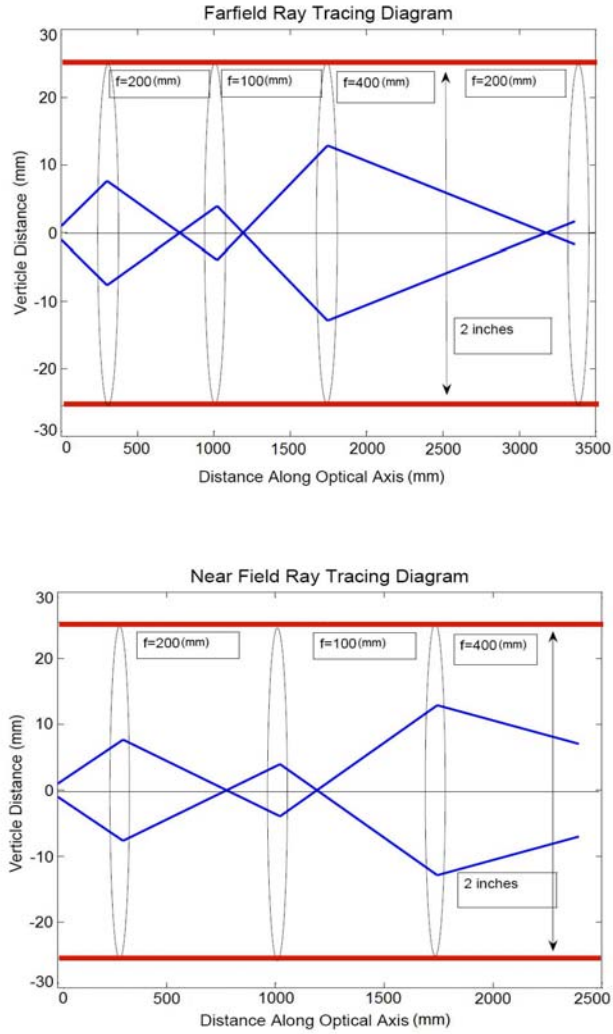 Farfield Ray Tracing Diagram
30
20
10
0
-10
-20
-30
Verticle Distance (mm)
f=200 (mm)
f=100 (mm)
f=400 (mm)
f=200 (mm)
2 inches
0 500 1000 1500 2000 2500 3000 3500
Distance Along Optical Axis (mm)
Near Field Ray Tracing Diagram
30
20
10
0
-10
-20
-30
Verticle Distance (mm)
f=200 (mm)
f=100 (mm)
f=400 (mm)
2 inches
0 500 1000 1500 2000 2500
Distance Along Optical Axis (mm)